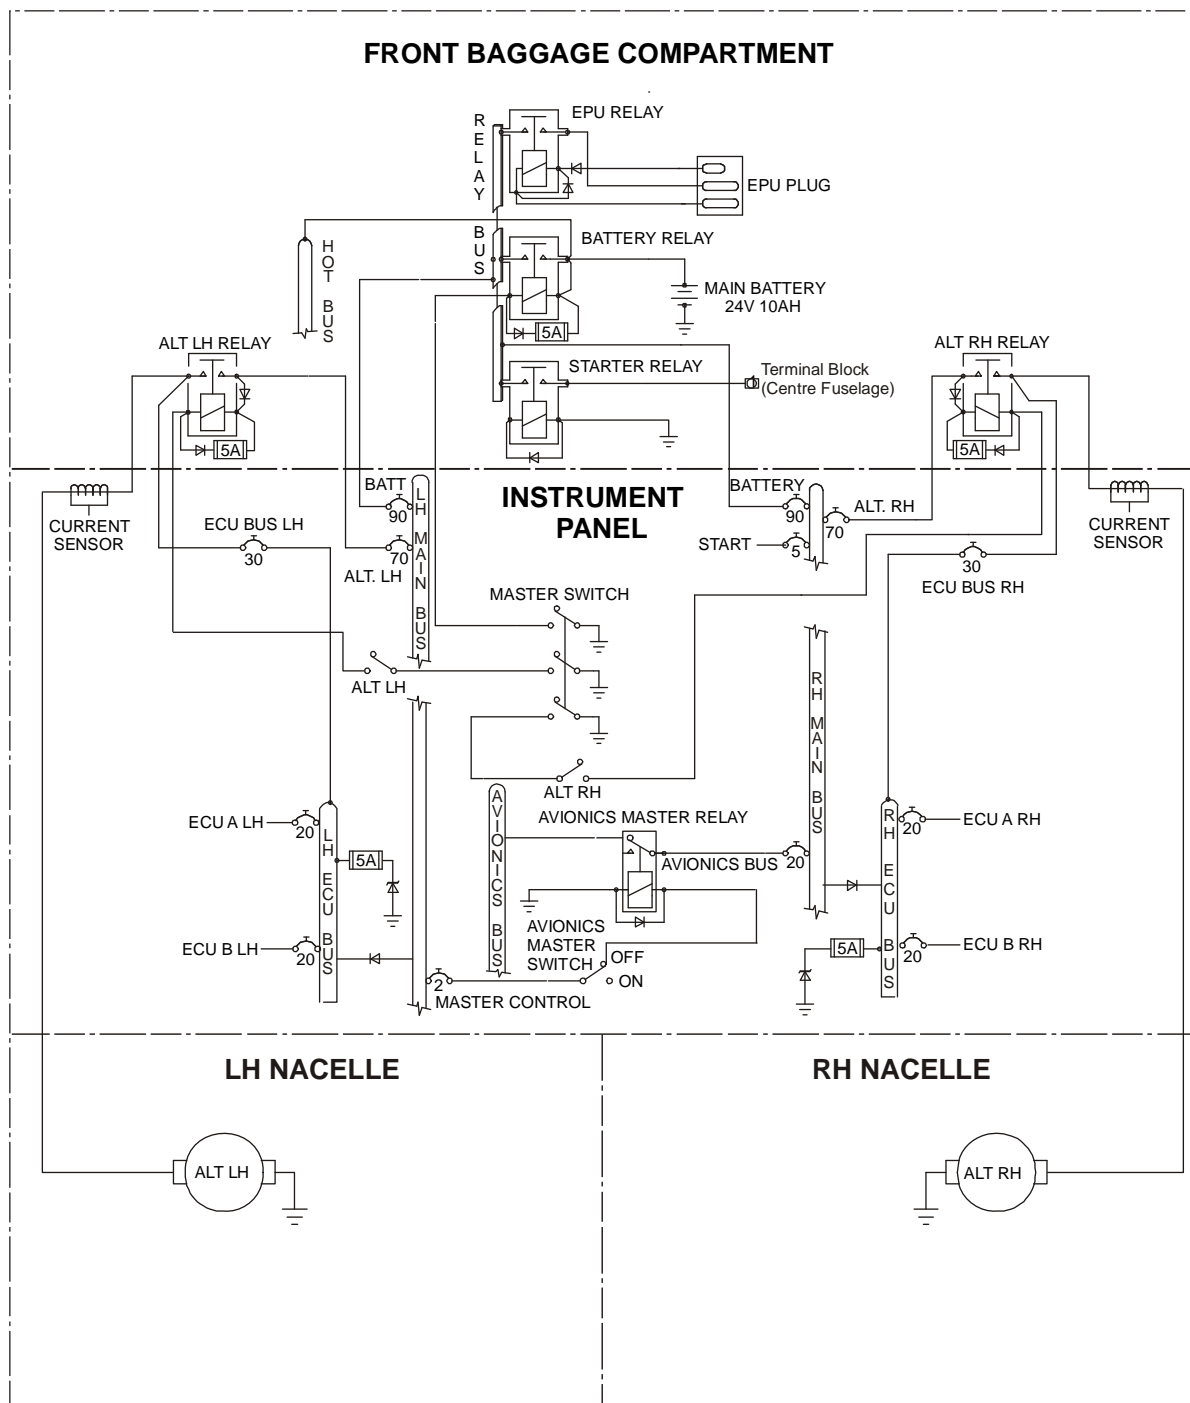 FRONT BAGGAGE COMPARTMENT
RELAY BUS
EPU RELAY
EPU PLUG
HOT BUS
BATTERY RELAY
MAIN BATTERY
24V 10AH
5A
ALT LH RELAY
5A
STARTER RELAY
Terminal Block
(Centre Fuselage)
ALT RH RELAY
5A
INSTRUMENT
PANEL
CURRENT
SENSOR
ECU BUS LH
30
BATT
90
70
ALT. LH
LH MAIN BUS
BATTERY
90
START
5
ALT. RH
70
CURRENT
SENSOR
30
ECU BUS RH
MASTER SWITCH
ALT LH
ALT RH
RH MAIN BUS
AVIONICS BUS
AVIONICS MASTER RELAY
AVIONICS BUS
20
ECU A LH
20
LH ECU BUS
5A
ECU B LH
20
AVIONICS
MASTER
SWITCH
OFF
ON
2
MASTER CONTROL
RH ECU BUS
20
ECU A RH
5A
20
ECU B RH
LH NACELLE
RH NACELLE
ALT LH
ALT RH